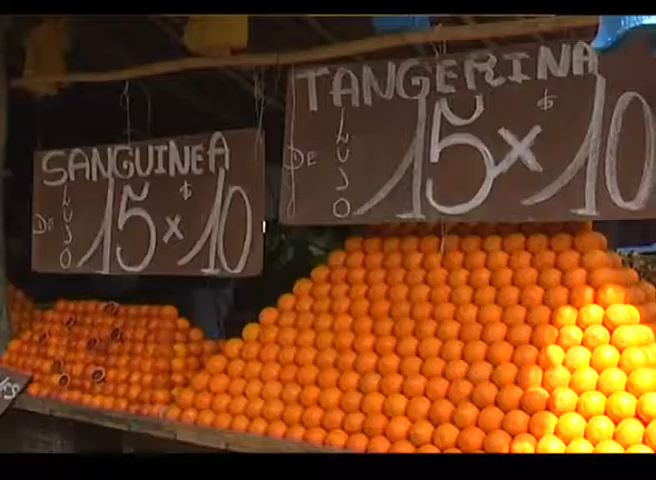 SANGUINEA
DE LUJO
15 x $ 10
TANGERINA
DE LUJO
15 x $ 10